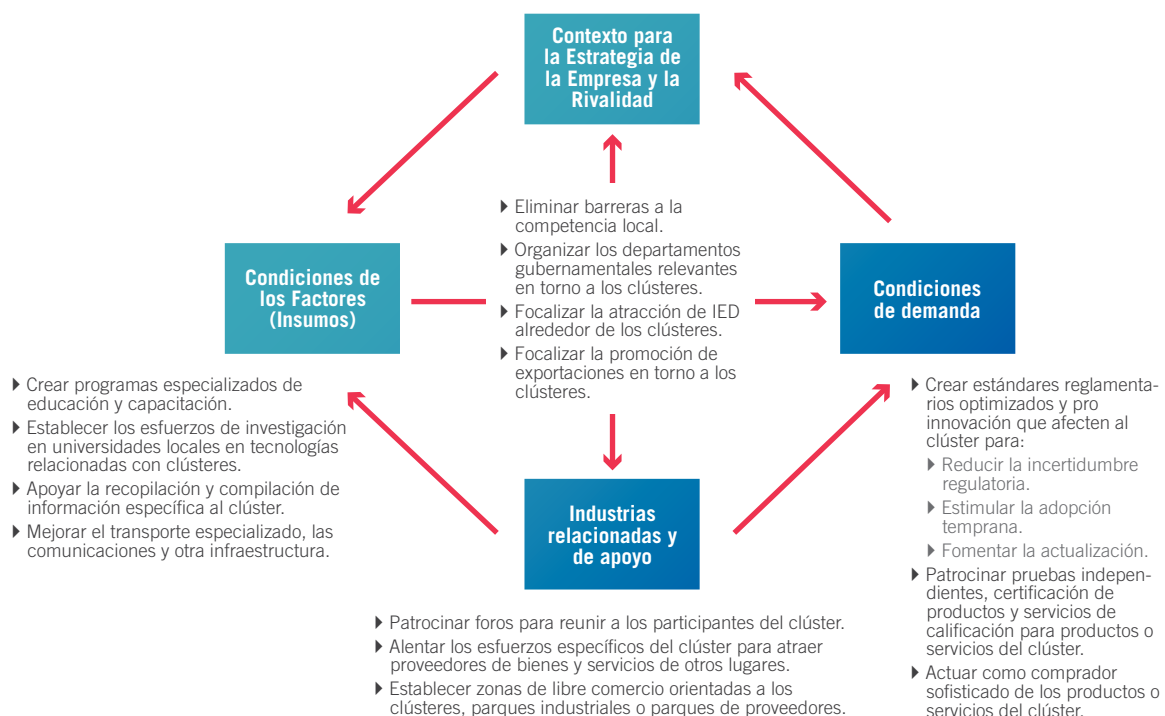 Contexto para
la Estrategia de
la Empresa y la
Rivalidad
Eliminar barreras a la
competencia local.
Organizar los departamentos
gubernamentales relevantes
en torno a los clústeres.
Focalizar la atracción de IED
alrededor de los clústeres.
Focalizar la promoción de
exportaciones en torno a los
clústeres.
Condiciones de
los Factores
(Insumos)
Crear programas especializados de
educación y capacitación.
Establecer los esfuerzos de investigación
en universidades locales en tecnologías
relacionadas con clústeres.
Apoyar la recopilación y compilación de
información específica al clúster.
Mejorar el transporte especializado, las
comunicaciones y otra infraestructura.
Condiciones
de demanda
Crear estándares reglamenta-
rios optimizados y pro
innovación que afecten al
clúster para:
Reducir la incertidumbre
regulatoria.
Estimular la adopción
temprana.
Fomentar la actualización.
Patrocinar pruebas indepen-
dientes, certificación de
productos y servicios de
calificación para productos o
servicios del clúster.
Actuar como comprador
sofisticado de los productos o
servicios del clúster.
Industrias
relacionadas y
de apoyo
Patrocinar foros para reunir a los participantes del clúster.
Alentar los esfuerzos específicos del clúster para atraer
proveedores de bienes y servicios de otros lugares.
Establecer zonas de libre comercio orientadas a los
clústeres, parques industriales o parques de proveedores.